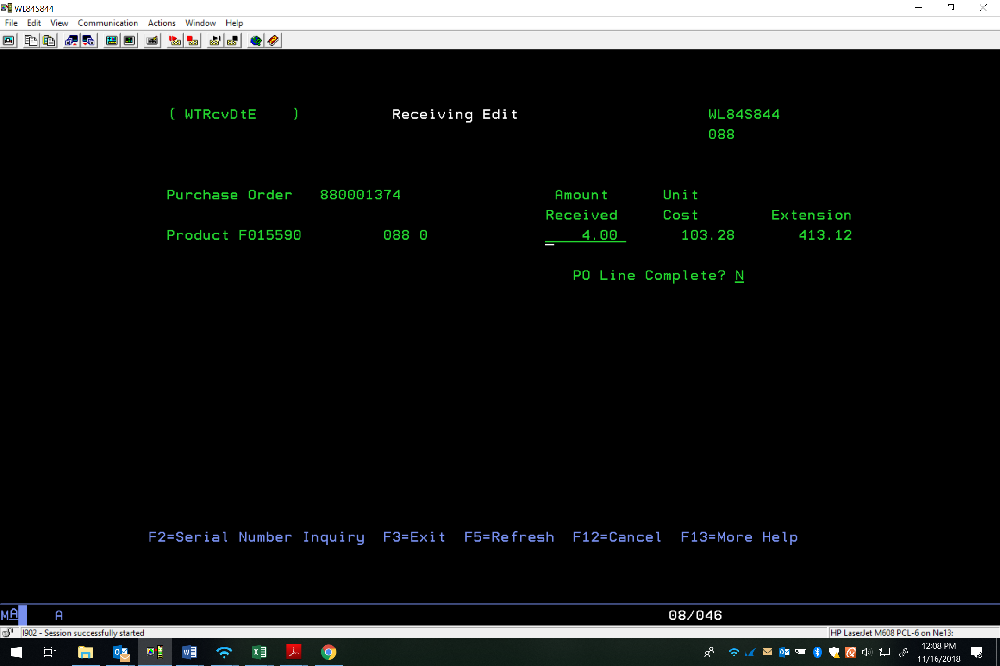 WL84S844
File Edit View Communication Actions Window Help
( WTRcvDtE ) Receiving Edit WL84S844
088
Purchase Order 880001374 Amount Unit
Received Cost Extension
Product F015590 088 0 4.00 103.28 413.12
PO Line Complete? N
F2=Serial Number Inquiry F3=Exit F5=Refresh F12=Cancel F13=More Help
MA A 08/046
I902 - Session successfully started HP LaserJet M608 PCL-6 on Ne13:
12:08 PM
11/16/2018